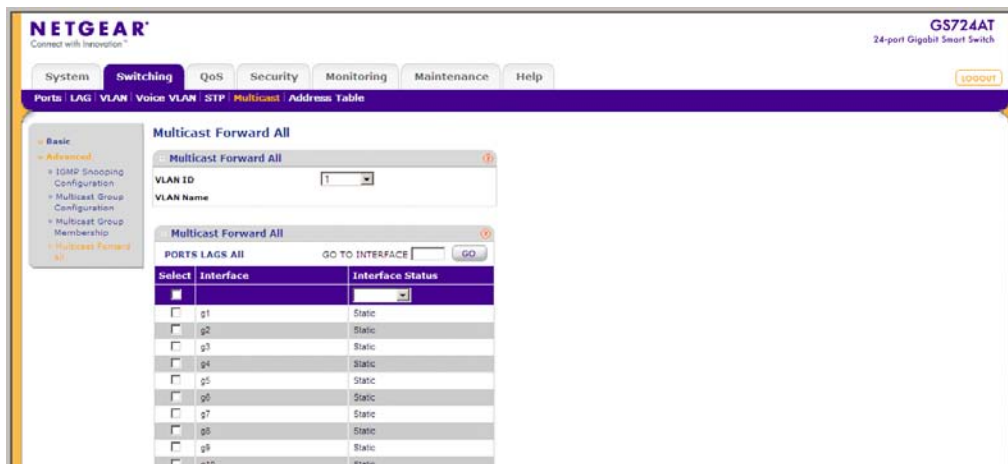 NETGEAR
Connect with Innovation™
GS724AT
24-port Gigabit Smart Switch
System Switching QoS Security Monitoring Maintenance Help
LOGOUT
Ports LAG VLAN Voice VLAN STP Multicast Address Table
Basic
Advanced
IGMP Snooping
Configuration
Multicast Group
Configuration
Multicast Group
Membership
Multicast Forward
All
Multicast Forward All
Multicast Forward All
VLAN ID 1
VLAN Name
Multicast Forward All
PORTS LAGS All GO TO INTERFACE GO
Select Interface Interface Status
g1 Static
g2 Static
g3 Static
g4 Static
g5 Static
g6 Static
g7 Static
g8 Static
g9 Static
g10 Static